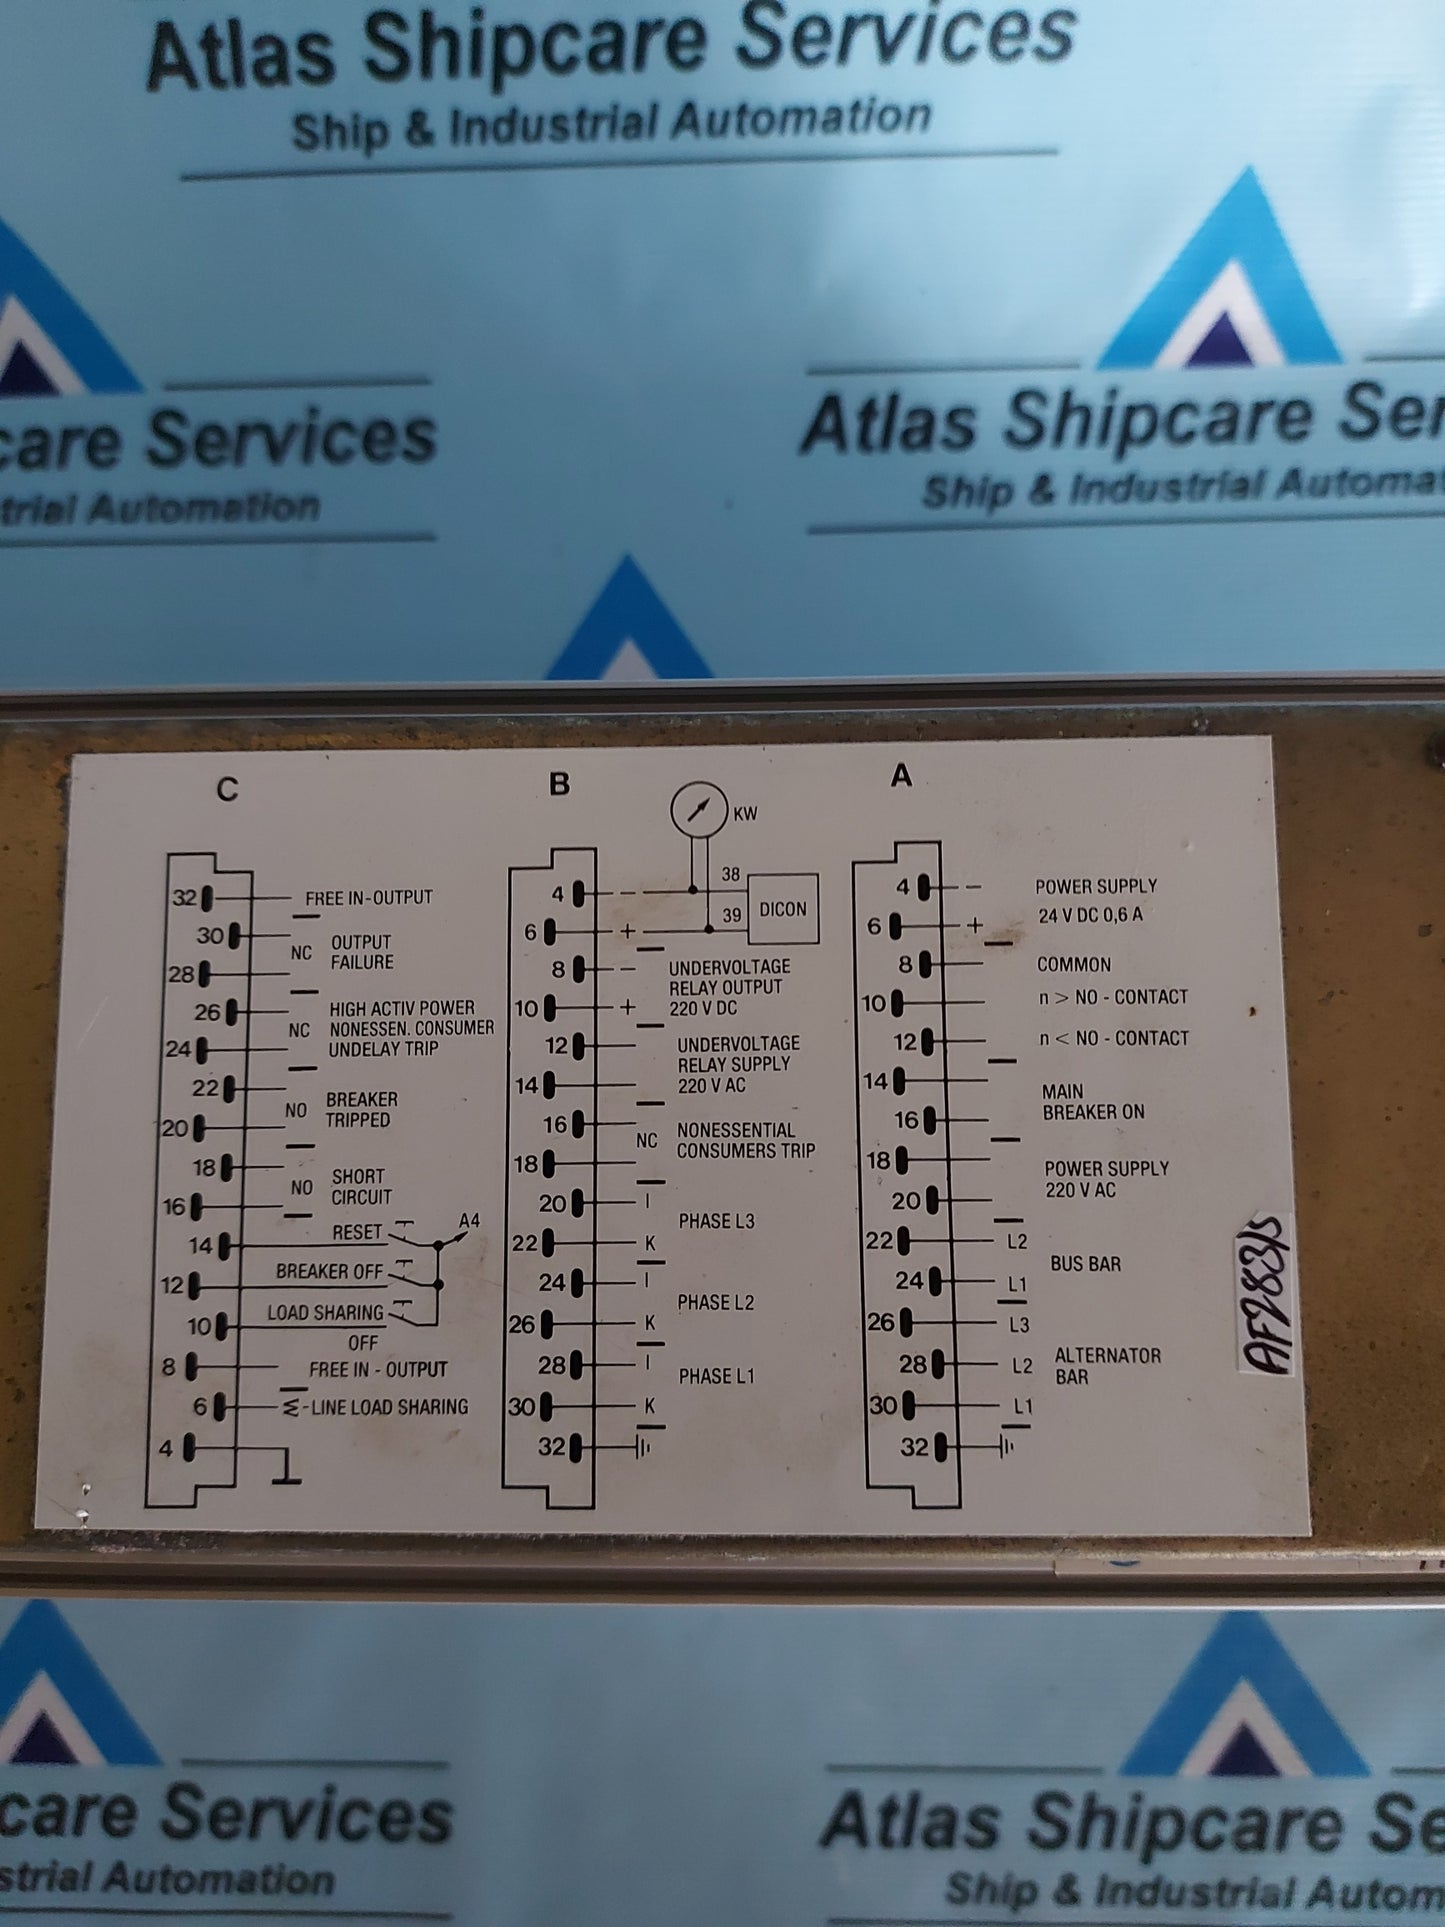 Atlas Shipcare Services
Ship & Industrial Automation
care Services
trial Automation
Atlas Shipcare Ser
Ship & Industrial Automat
C
32 FREE IN-OUTPUT
30 NC OUTPUT
28 FAILURE
26 HIGH ACTIV POWER
NC NONESSEN. CONSUMER
24 UNDELAY TRIP
22 NO BREAKER
20 TRIPPED
18 NO SHORT
16 CIRCUIT
14 RESET A4
12 BREAKER OFF
10 LOAD SHARING
OFF
8 FREE IN - OUTPUT
6 -LINE LOAD SHARING
4
B
KW
4 - 38
DICON
6 + 39
8 - UNDERVOLTAGE
RELAY OUTPUT
10 + 220 V DC
12 UNDERVOLTAGE
RELAY SUPPLY
14 220 V AC
16 NC NONESSENTIAL
18 CONSUMERS TRIP
20 I
PHASE L3
22 K
24 I
PHASE L2
26 K
28 I
PHASE L1
30 K
32
A
4 - POWER SUPPLY
6 + 24 V DC 0,6 A
8 COMMON
10 n > NO - CONTACT
12 n < NO - CONTACT
14 MAIN
16 BREAKER ON
18 POWER SUPPLY
20 220 V AC
22 L2
BUS BAR
24 L1
26 L3
28 L2 ALTERNATOR
BAR
30 L1
32
AF283/S
care Services
strial Automation
Atlas Shipcare Se
Ship & Industrial Autom